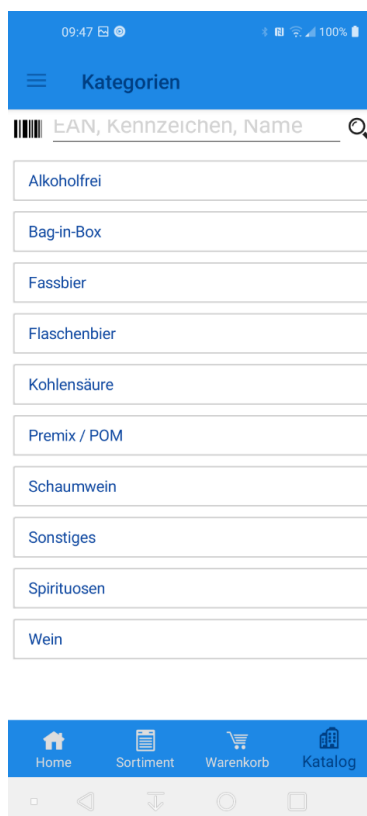 09:47
100%
Kategorien
EAN, Kennzeichen, Name
Alkoholfrei
Bag-in-Box
Fassbier
Flaschenbier
Kohlensäure
Premix / POM
Schaumwein
Sonstiges
Spirituosen
Wein
Home Sortiment Warenkorb Katalog